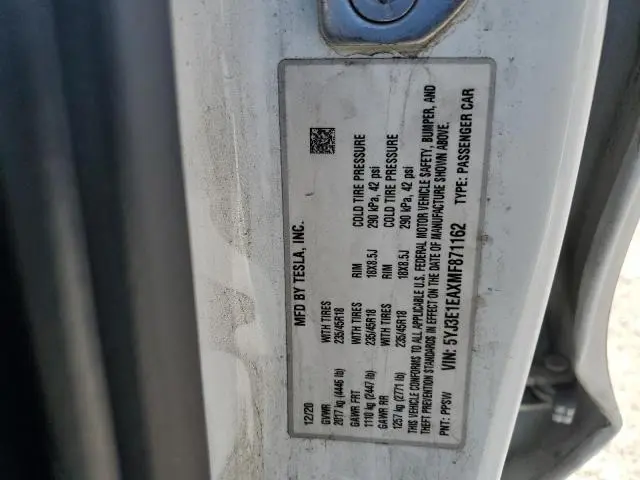 MFD BY TESLA, INC.
12/20
GVWR WITH TIRES RIM COLD TIRE PRESSURE
2017 kg (4446 lb) 235/45R18 18X8.5J 290 kPa, 42 psi
GAWR FRT WITH TIRES RIM COLD TIRE PRESSURE
1110 kg (2447 lb) 235/45R18 18X8.5J 290 kPa, 42 psi
GAWR RR WITH TIRES
1257 kg (2771 lb) 235/45R18
THIS VEHICLE CONFORMS TO ALL APPLICABLE U.S. FEDERAL MOTOR VEHICLE SAFETY, BUMPER, AND
THEFT PREVENTION STANDARDS IN EFFECT ON THE DATE OF MANUFACTURE SHOWN ABOVE.
VIN: 5YJ3E1EAXMF871162 TYPE: PASSENGER CAR
PNT: PPSW